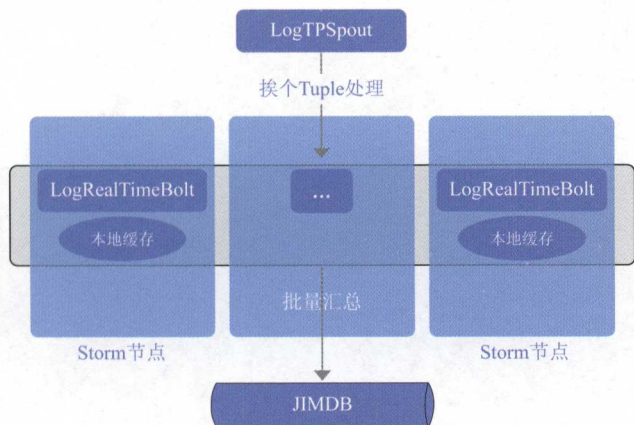 LogTPSpout
挨个Tuple处理
LogRealTimeBolt
...
LogRealTimeBolt
本地缓存
本地缓存
批量汇总
Storm节点
Storm节点
JIMDB